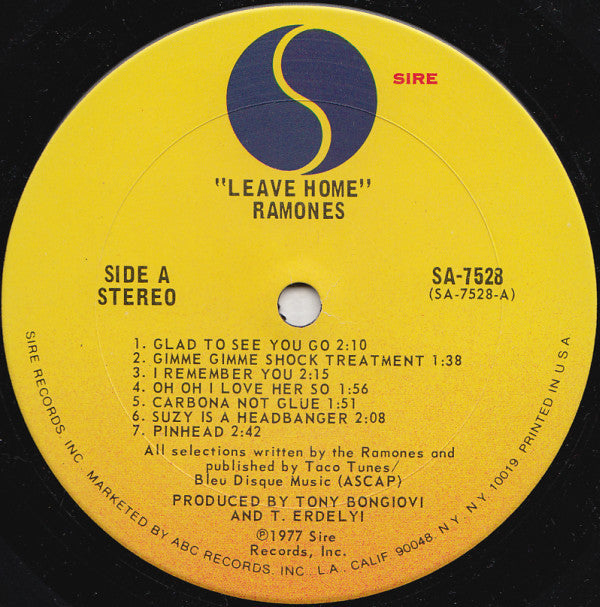 SIRE
"LEAVE HOME"
RAMONES
SIDE A
STEREO
SA-7528
(SA-7528-A)
1. GLAD TO SEE YOU GO 2:10
2. GIMME GIMME SHOCK TREATMENT 1:38
3. I REMEMBER YOU 2:15
4. OH OH I LOVE HER SO 1:56
5. CARBONA NOT GLUE 1:51
6. SUZY IS A HEADBANGER 2:08
7. PINHEAD 2:42
All selections written by the Ramones and
published by Taco Tunes/
Bleu Disque Music (ASCAP)
PRODUCED BY TONY BONGIOVI
AND T. ERDELYI
Ⓟ1977 Sire
Records, Inc.
SIRE RECORDS, INC. MARKETED BY ABC RECORDS, INC. L.A. CALIF. 90048 N.Y. N.Y. 10019 PRINTED IN U S A